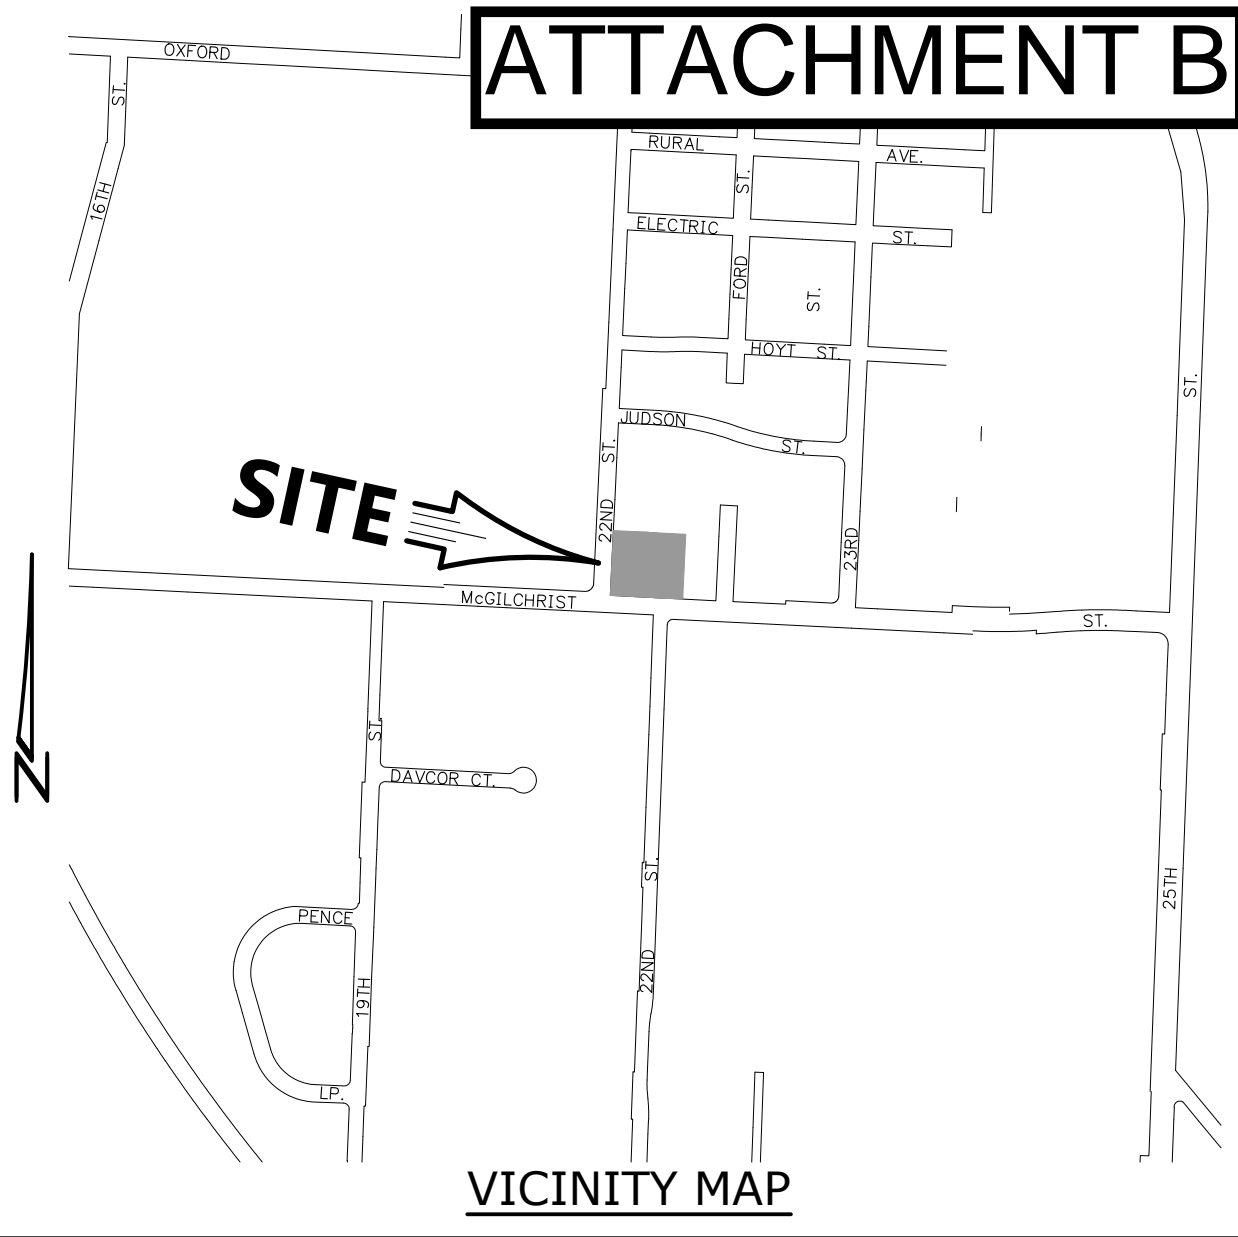 ATTACHMENT B
OXFORD
ST.
16TH
RURAL
AVE.
ST.
ELECTRIC
ST.
FORD
ST.
HOYT ST.
ST.
JUDSON
ST.
ST.
22ND
23RD
SITE
McGILCHRIST
ST.
N
ST.
DAVCOR CT.
ST.
25TH
PENCE
19TH
22ND
LP.
VICINITY MAP